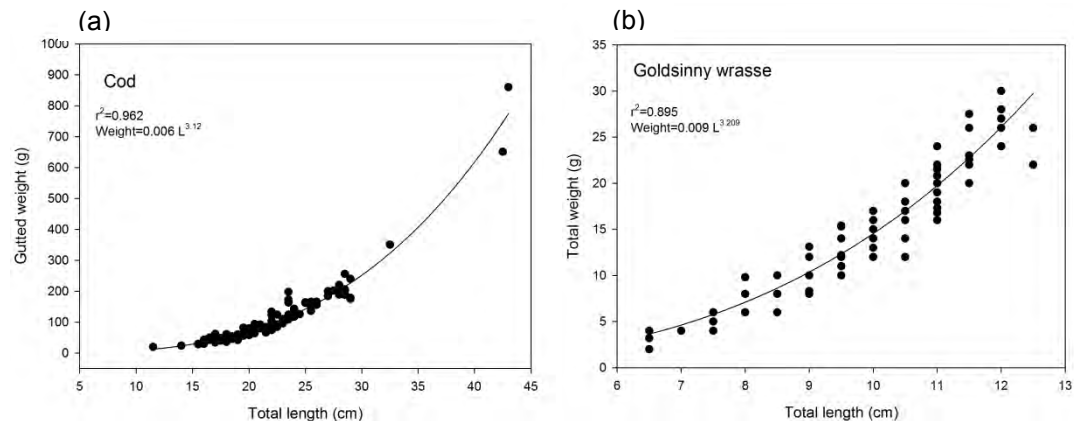 (a)
Cod
r²=0.962
Weight=0.006 L^3.12
Gutted weight (g)
1000
900
800
700
600
500
400
300
200
100
0
5 10 15 20 25 30 35 40 45
Total length (cm)
(b)
Goldsinny wrasse
r²=0.895
Weight=0.009 L^3.209
Total weight (g)
35
30
25
20
15
10
5
0
6 7 8 9 10 11 12 13
Total length (cm)